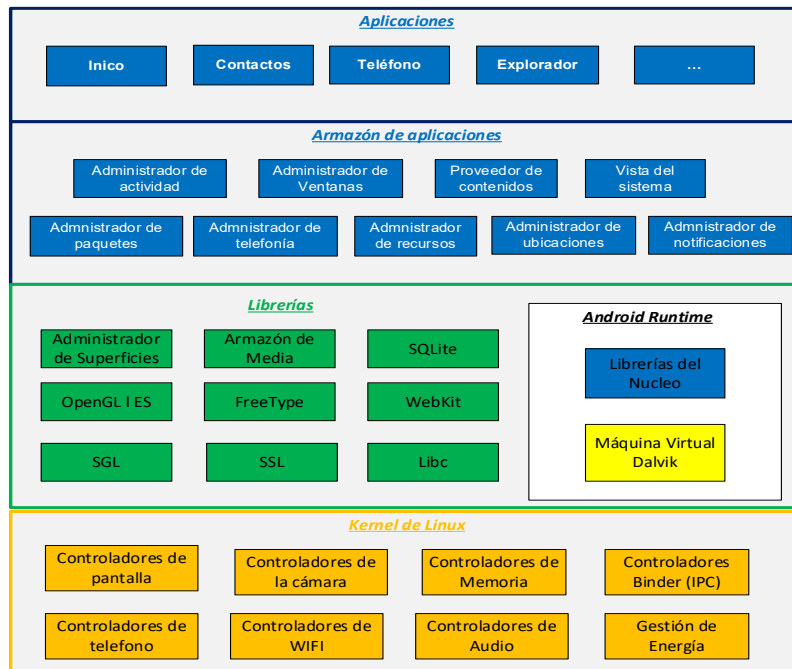 Aplicaciones
Inico
Contactos
Teléfono
Explorador
...
Armazón de aplicaciones
Administrador de
actividad
Administrador de
Ventanas
Proveedor de
contenidos
Vista del
sistema
Admnistrador de
paquetes
Admnistrador de
telefonía
Admnistrador
de recursos
Administrador de
ubicaciones
Admnistrador de
notificaciones
Librerías
Administrador
de Superficies
Armazón de
Media
SQLite
OpenGL l ES
FreeType
WebKit
SGL
SSL
Libc
Android Runtime
Librerías del
Nucleo
Máquina Virtual
Dalvik
Kernel de Linux
Controladores de
pantalla
Controladores de
la cámara
Controladores de
Memoria
Controladores
Binder (IPC)
Controladores de
telefono
Controladores de
WIFI
Controladores de
Audio
Gestión de
Energía